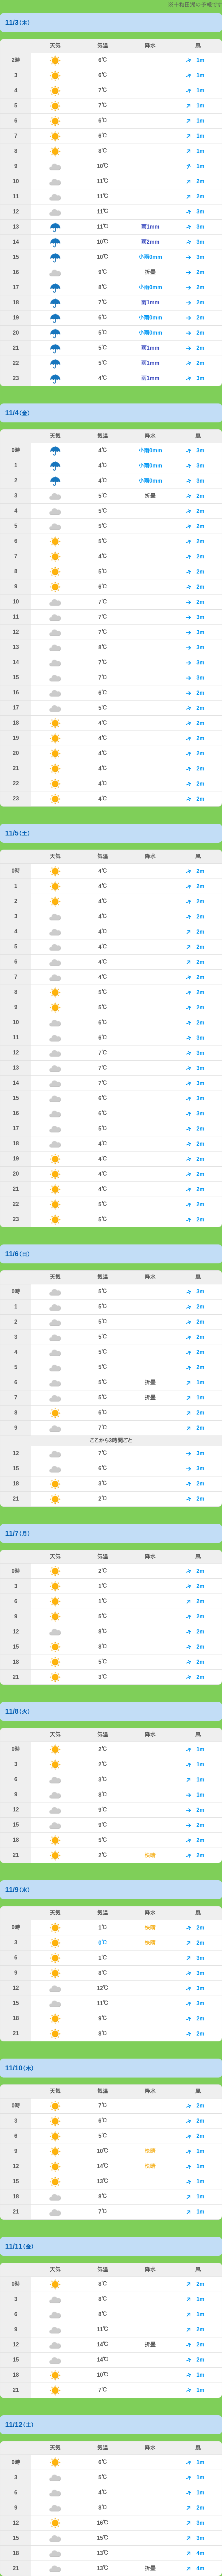 ※十和田湖の予報です
11/3(木)
天気 気温 降水 風
2時 6℃ 1m
3 6℃ 1m
4 7℃ 1m
5 7℃ 1m
6 6℃ 1m
7 6℃ 1m
8 8℃ 1m
9 10℃ 1m
10 11℃ 2m
11 11℃ 2m
12 11℃ 3m
13 11℃ 雨1mm 3m
14 10℃ 雨2mm 3m
15 10℃ 小雨0mm 3m
16 9℃ 折畳 2m
17 8℃ 小雨0mm 2m
18 7℃ 雨1mm 2m
19 6℃ 小雨0mm 2m
20 5℃ 小雨0mm 2m
21 5℃ 雨1mm 2m
22 5℃ 雨1mm 2m
23 4℃ 雨1mm 3m
11/4(金)
天気 気温 降水 風
0時 4℃ 小雨0mm 3m
1 4℃ 小雨0mm 3m
2 4℃ 小雨0mm 3m
3 5℃ 折畳 2m
4 5℃ 2m
5 5℃ 2m
6 5℃ 2m
7 4℃ 2m
8 5℃ 2m
9 6℃ 2m
10 7℃ 2m
11 7℃ 3m
12 7℃ 3m
13 8℃ 3m
14 7℃ 3m
15 7℃ 3m
16 6℃ 2m
17 5℃ 2m
18 4℃ 2m
19 4℃ 2m
20 4℃ 2m
21 4℃ 2m
22 4℃ 2m
23 4℃ 2m
11/5(土)
天気 気温 降水 風
0時 4℃ 2m
1 4℃ 2m
2 4℃ 2m
3 4℃ 2m
4 4℃ 2m
5 4℃ 2m
6 4℃ 2m
7 4℃ 2m
8 5℃ 2m
9 5℃ 2m
10 6℃ 2m
11 6℃ 3m
12 7℃ 3m
13 7℃ 3m
14 7℃ 3m
15 6℃ 3m
16 6℃ 3m
17 5℃ 2m
18 4℃ 2m
19 4℃ 2m
20 4℃ 2m
21 4℃ 2m
22 5℃ 2m
23 5℃ 2m
11/6(日)
天気 気温 降水 風
0時 5℃ 3m
1 5℃ 2m
2 5℃ 2m
3 5℃ 2m
4 5℃ 2m
5 5℃ 2m
6 5℃ 折畳 1m
7 5℃ 折畳 1m
8 6℃ 2m
9 7℃ 2m
ここから3時間ごと
12 7℃ 3m
15 6℃ 3m
18 3℃ 2m
21 2℃ 2m
11/7(月)
天気 気温 降水 風
0時 2℃ 2m
3 1℃ 2m
6 1℃ 2m
9 5℃ 2m
12 8℃ 2m
15 8℃ 2m
18 5℃ 2m
21 3℃ 2m
11/8(火)
天気 気温 降水 風
0時 2℃ 1m
3 2℃ 2m
6 3℃ 1m
9 8℃ 1m
12 9℃ 2m
15 9℃ 2m
18 5℃ 2m
21 2℃ 快晴 2m
11/9(水)
天気 気温 降水 風
0時 1℃ 快晴 2m
3 0℃ 快晴 2m
6 1℃ 3m
9 8℃ 3m
12 12℃ 3m
15 11℃ 3m
18 9℃ 2m
21 8℃ 2m
11/10(木)
天気 気温 降水 風
0時 7℃ 2m
3 6℃ 2m
6 5℃ 2m
9 10℃ 快晴 1m
12 14℃ 快晴 1m
15 13℃ 1m
18 8℃ 1m
21 7℃ 1m
11/11(金)
天気 気温 降水 風
0時 8℃ 2m
3 8℃ 1m
6 8℃ 1m
9 11℃ 2m
12 14℃ 折畳 2m
15 14℃ 2m
18 10℃ 1m
21 7℃ 1m
11/12(土)
天気 気温 降水 風
0時 6℃ 1m
3 5℃ 1m
6 4℃ 1m
9 8℃ 2m
12 16℃ 3m
15 15℃ 3m
18 13℃ 4m
21 13℃ 折畳 4m